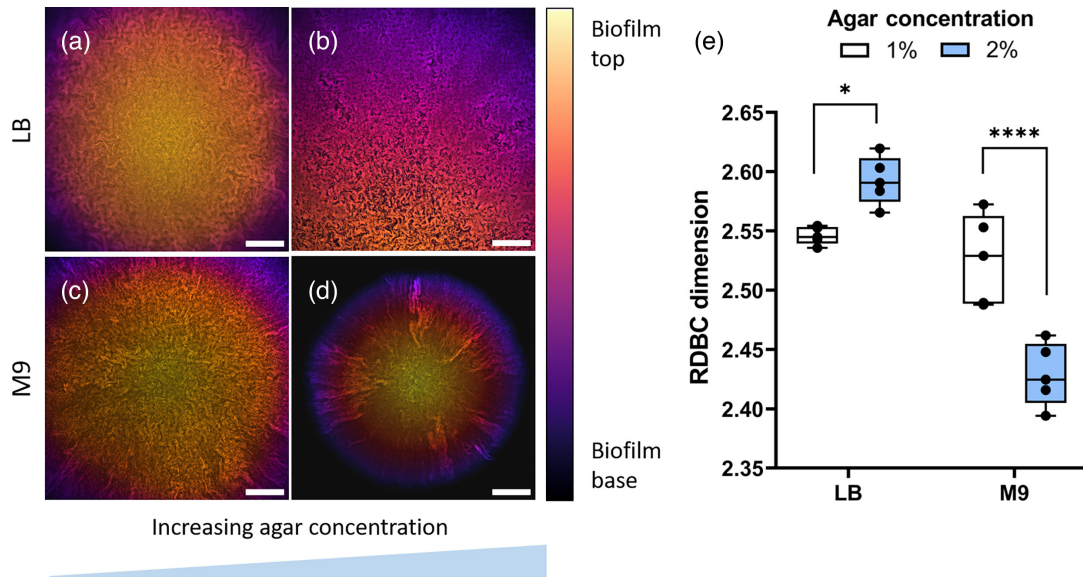 (a)
(b)
(c)
(d)
LB
M9
Biofilm
top
Biofilm
base
Increasing agar concentration
(e)
Agar concentration
1% 2%
RDBC dimension
2.65
2.60
2.55
2.50
2.45
2.40
2.35
*
****
LB M9